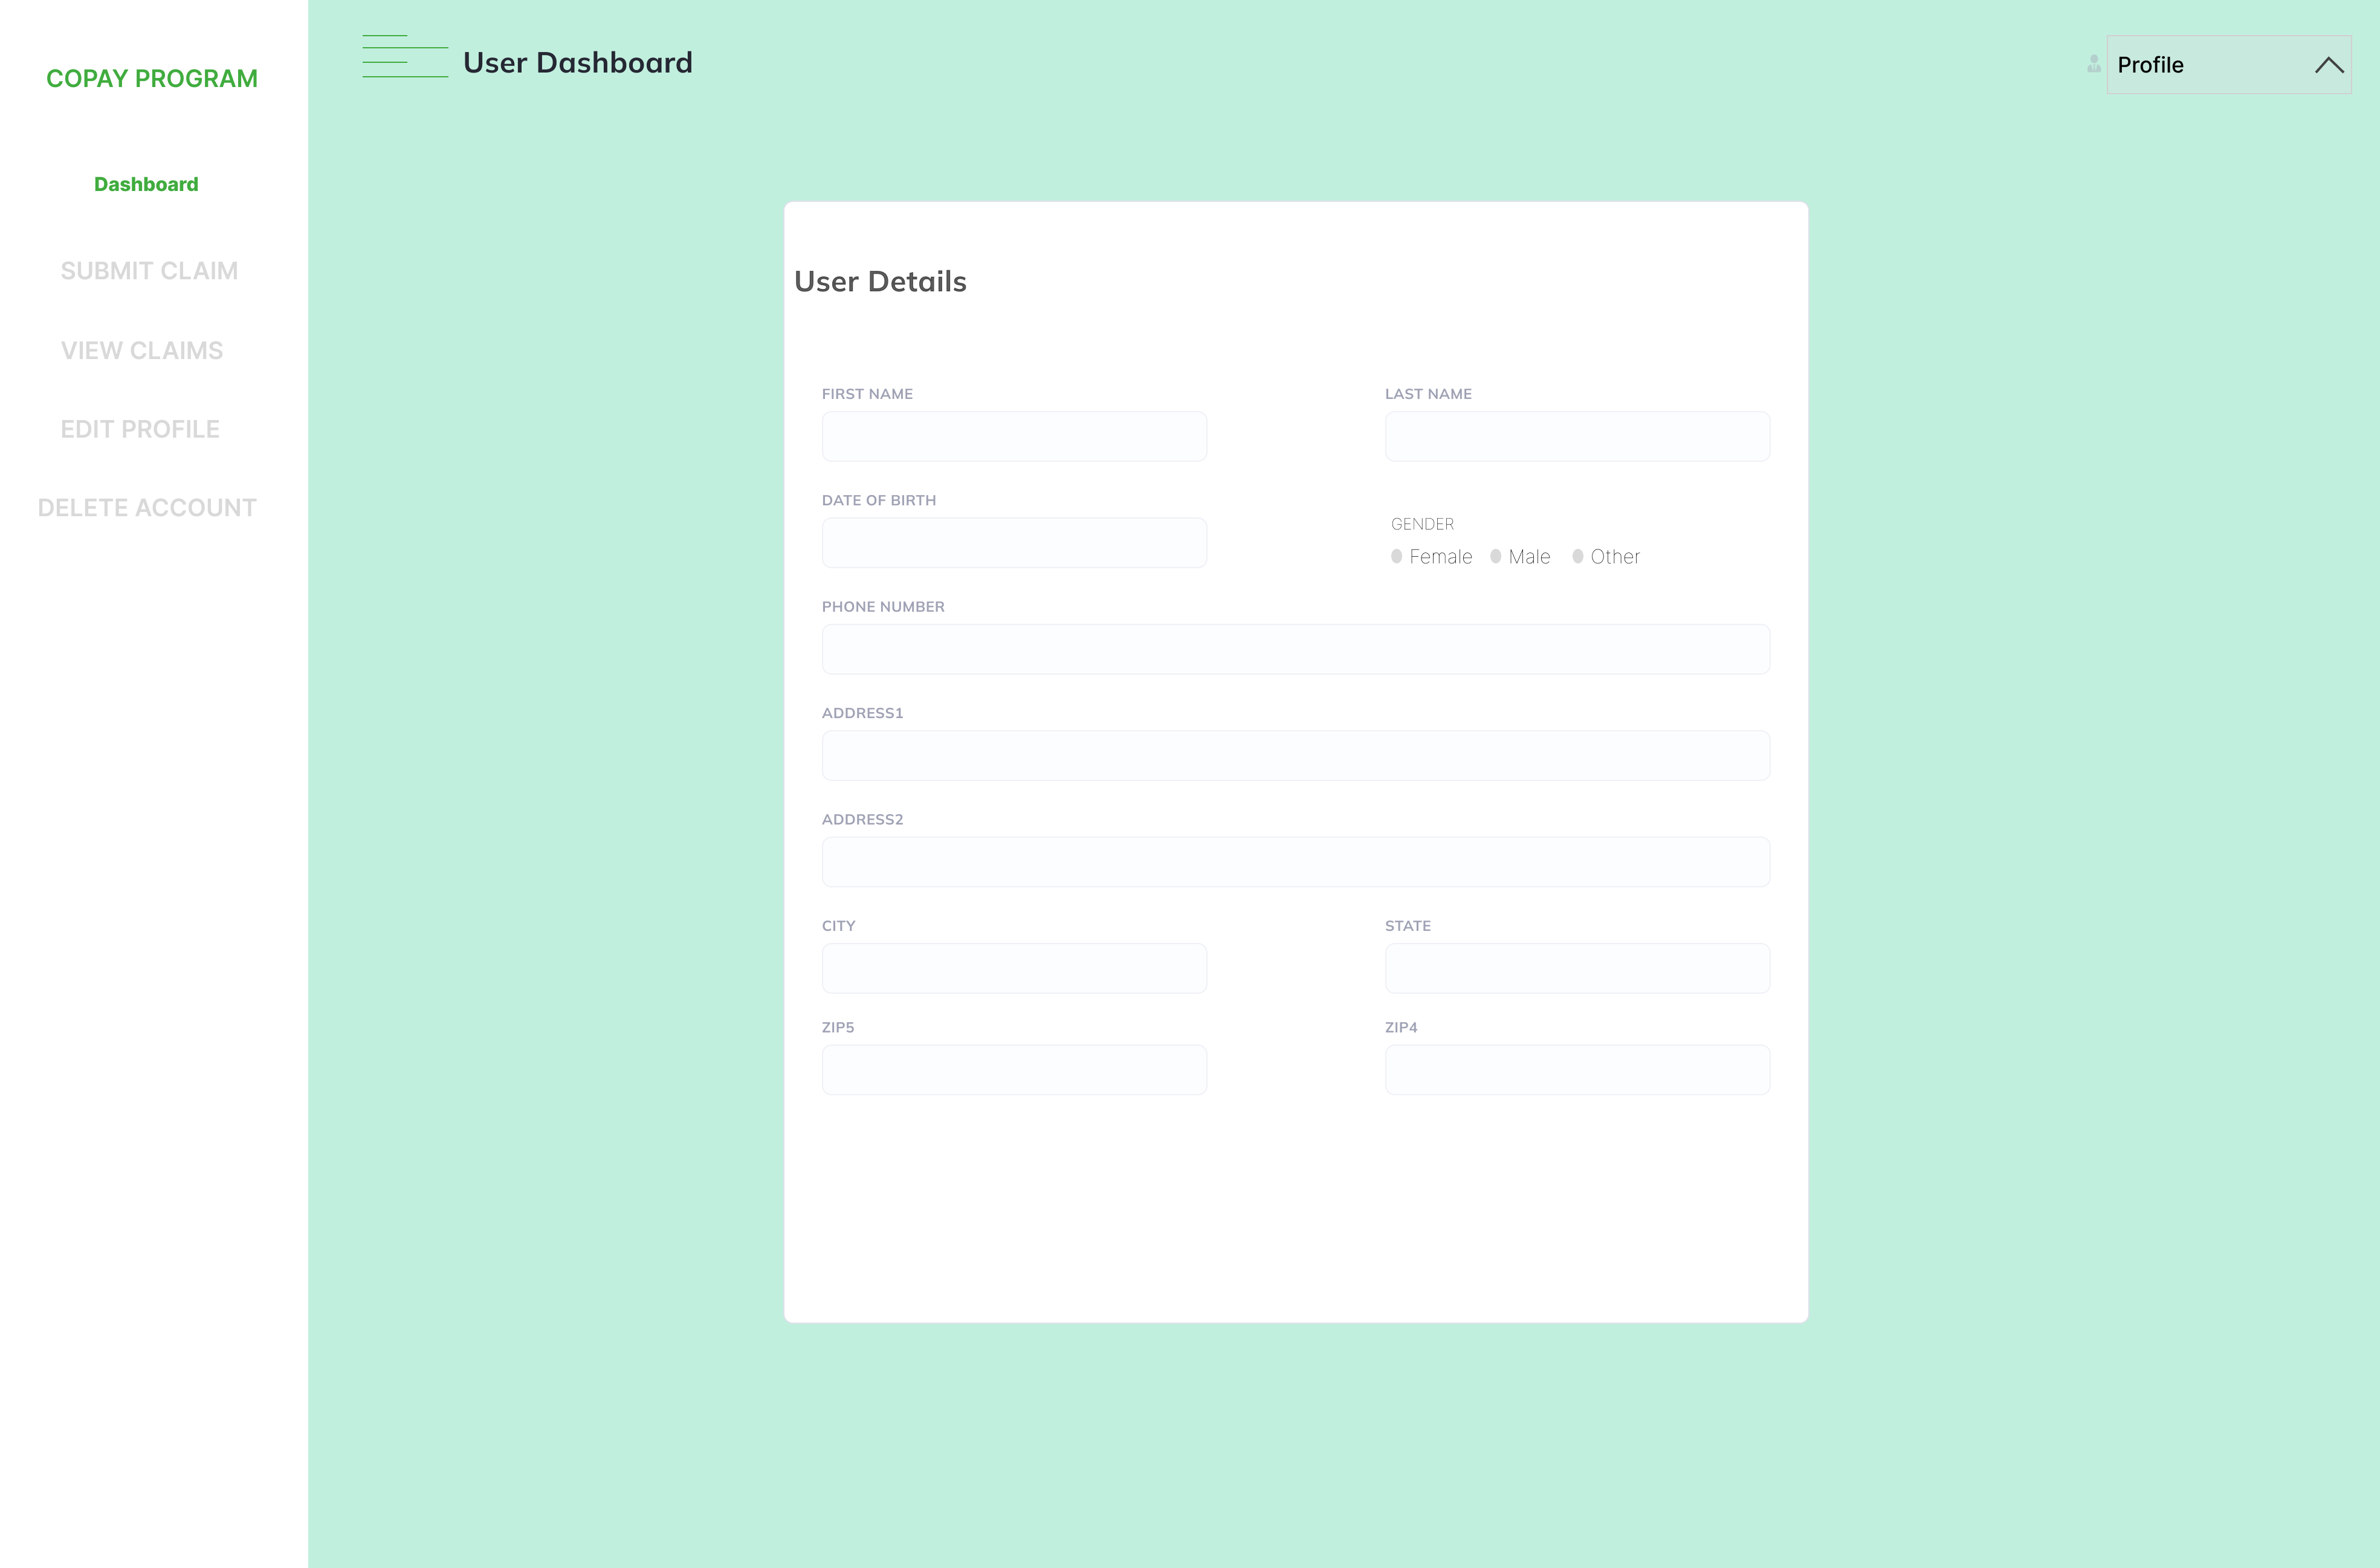 COPAY PROGRAM
Dashboard
SUBMIT CLAIM
VIEW CLAIMS
EDIT PROFILE
DELETE ACCOUNT
User Dashboard
Profile
User Details
FIRST NAME
LAST NAME
DATE OF BIRTH
GENDER
Female Male Other
PHONE NUMBER
ADDRESS1
ADDRESS2
CITY
STATE
ZIP5
ZIP4